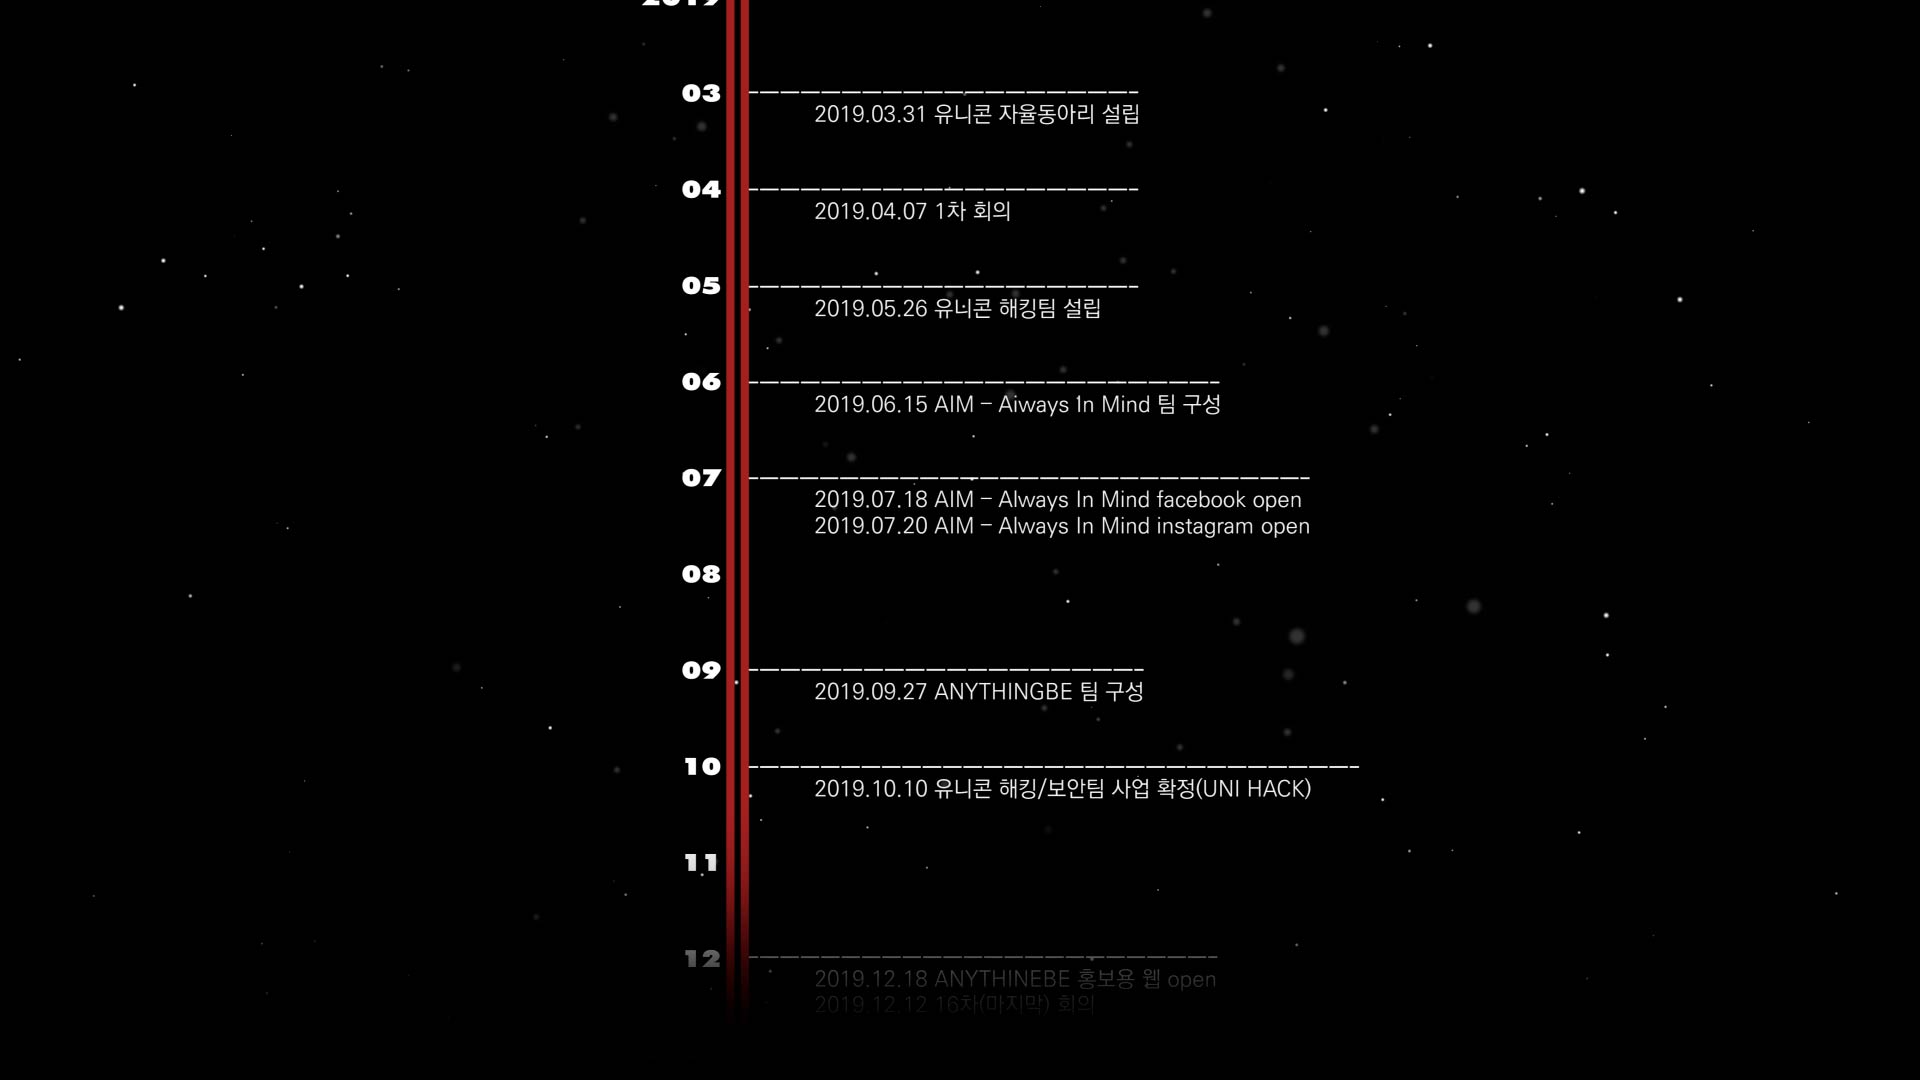 2019
03
2019.03.31 유니콘 자율동아리 설립
04
2019.04.07 1차 회의
05
2019.05.26 유니콘 해킹팀 설립
06
2019.06.15 AIM – Aiways In Mind 팀 구성
07
2019.07.18 AIM – Always In Mind facebook open
2019.07.20 AIM – Always In Mind instagram open
08
09
2019.09.27 ANYTHINGBE 팀 구성
10
2019.10.10 유니콘 해킹/보안팀 사업 확정(UNI HACK)
11
12
2019.12.18 ANYTHINEBE 홍보용 웹 open
2019.12.12 16차(마지막) 회의